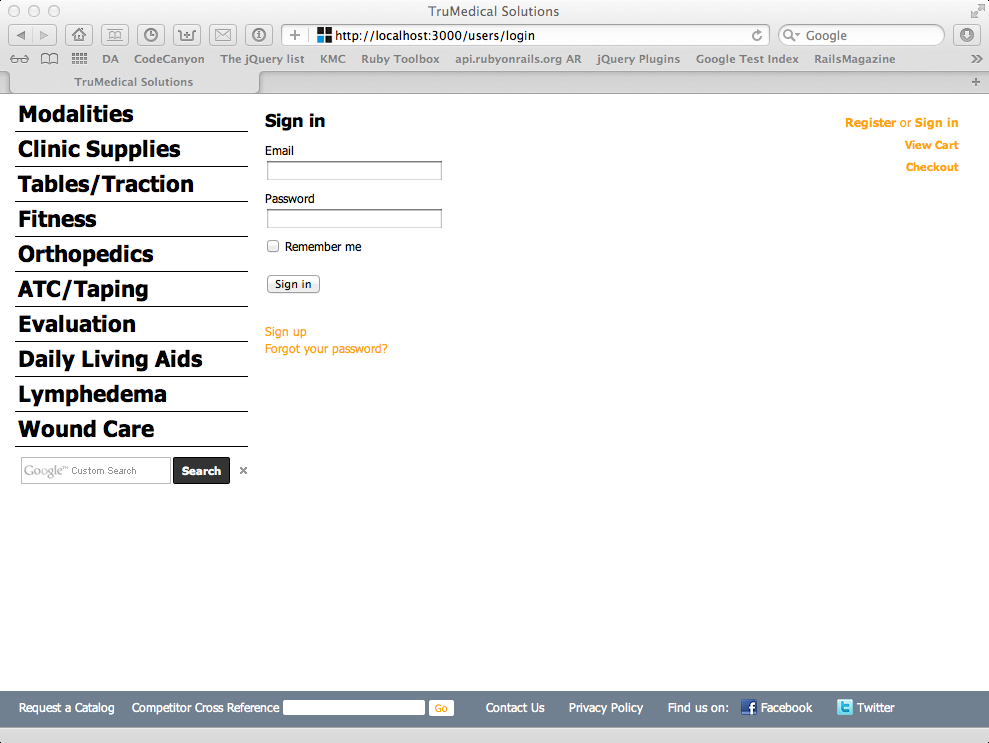 TruMedical Solutions
http://localhost:3000/users/login
Google
DA CodeCanyon The jQuery list KMC Ruby Toolbox api.rubyonrails.org AR jQuery Plugins Google Test Index RailsMagazine
TruMedical Solutions
Modalities
Clinic Supplies
Tables/Traction
Fitness
Orthopedics
ATC/Taping
Evaluation
Daily Living Aids
Lymphedema
Wound Care
Google™ Custom Search Search
Sign in
Email
Password
Remember me
Sign in
Sign up
Forgot your password?
Register or Sign in
View Cart
Checkout
Request a Catalog Competitor Cross Reference Go Contact Us Privacy Policy Find us on: Facebook Twitter